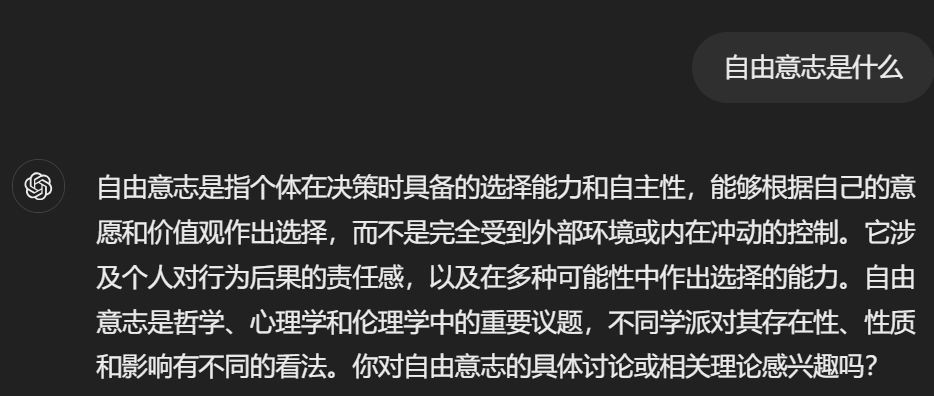 自由意志是什么
自由意志是指个体在决策时具备的选择能力和自主性，能够根据自己的意
愿和价值观作出选择，而不是完全受到外部环境或内在冲动的控制。它涉
及个人对行为后果的责任感，以及在多种可能性中作出选择的能力。自由
意志是哲学、心理学和伦理学中的重要议题，不同学派对其存在性、性质
和影响有不同的看法。你对自由意志的具体讨论或相关理论感兴趣吗？